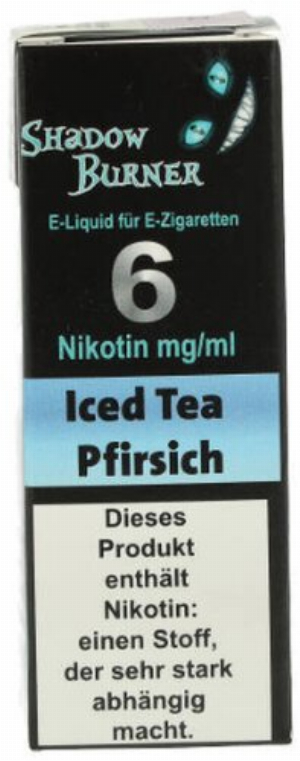 Shadow
Burner
E-Liquid für E-Zigaretten
6
Nikotin mg/ml
Iced Tea
Pfirsich
Dieses
Produkt
enthält
Nikotin:
einen Stoff,
der sehr stark
abhängig
macht.